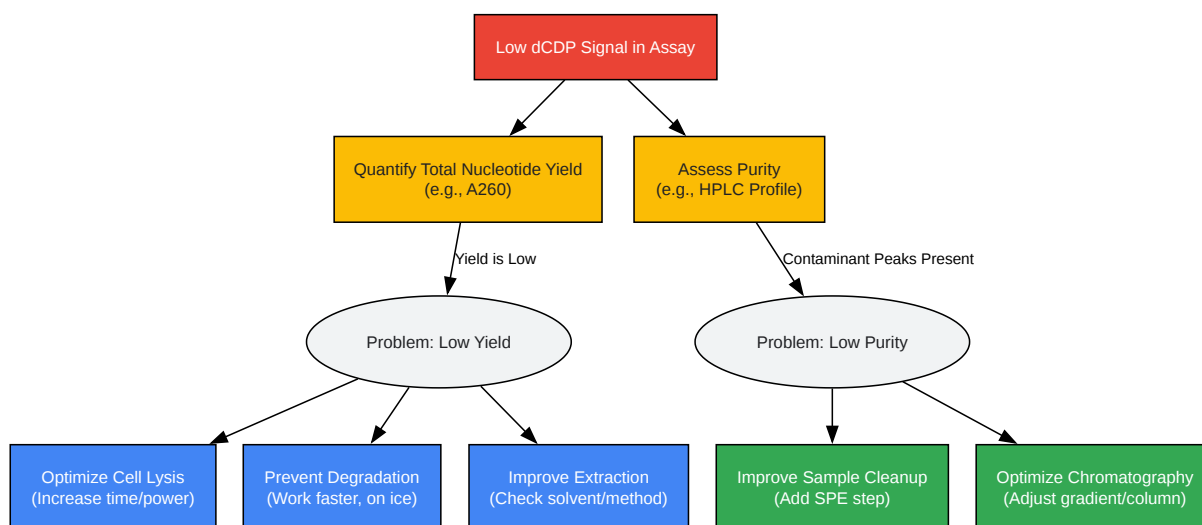 Low dCDP Signal in Assay
Quantify Total Nucleotide Yield
(e.g., A260)
Assess Purity
(e.g., HPLC Profile)
Yield is Low
Contaminant Peaks Present
Problem: Low Yield
Problem: Low Purity
Optimize Cell Lysis
(Increase time/power)
Prevent Degradation
(Work faster, on ice)
Improve Extraction
(Check solvent/method)
Improve Sample Cleanup
(Add SPE step)
Optimize Chromatography
(Adjust gradient/column)